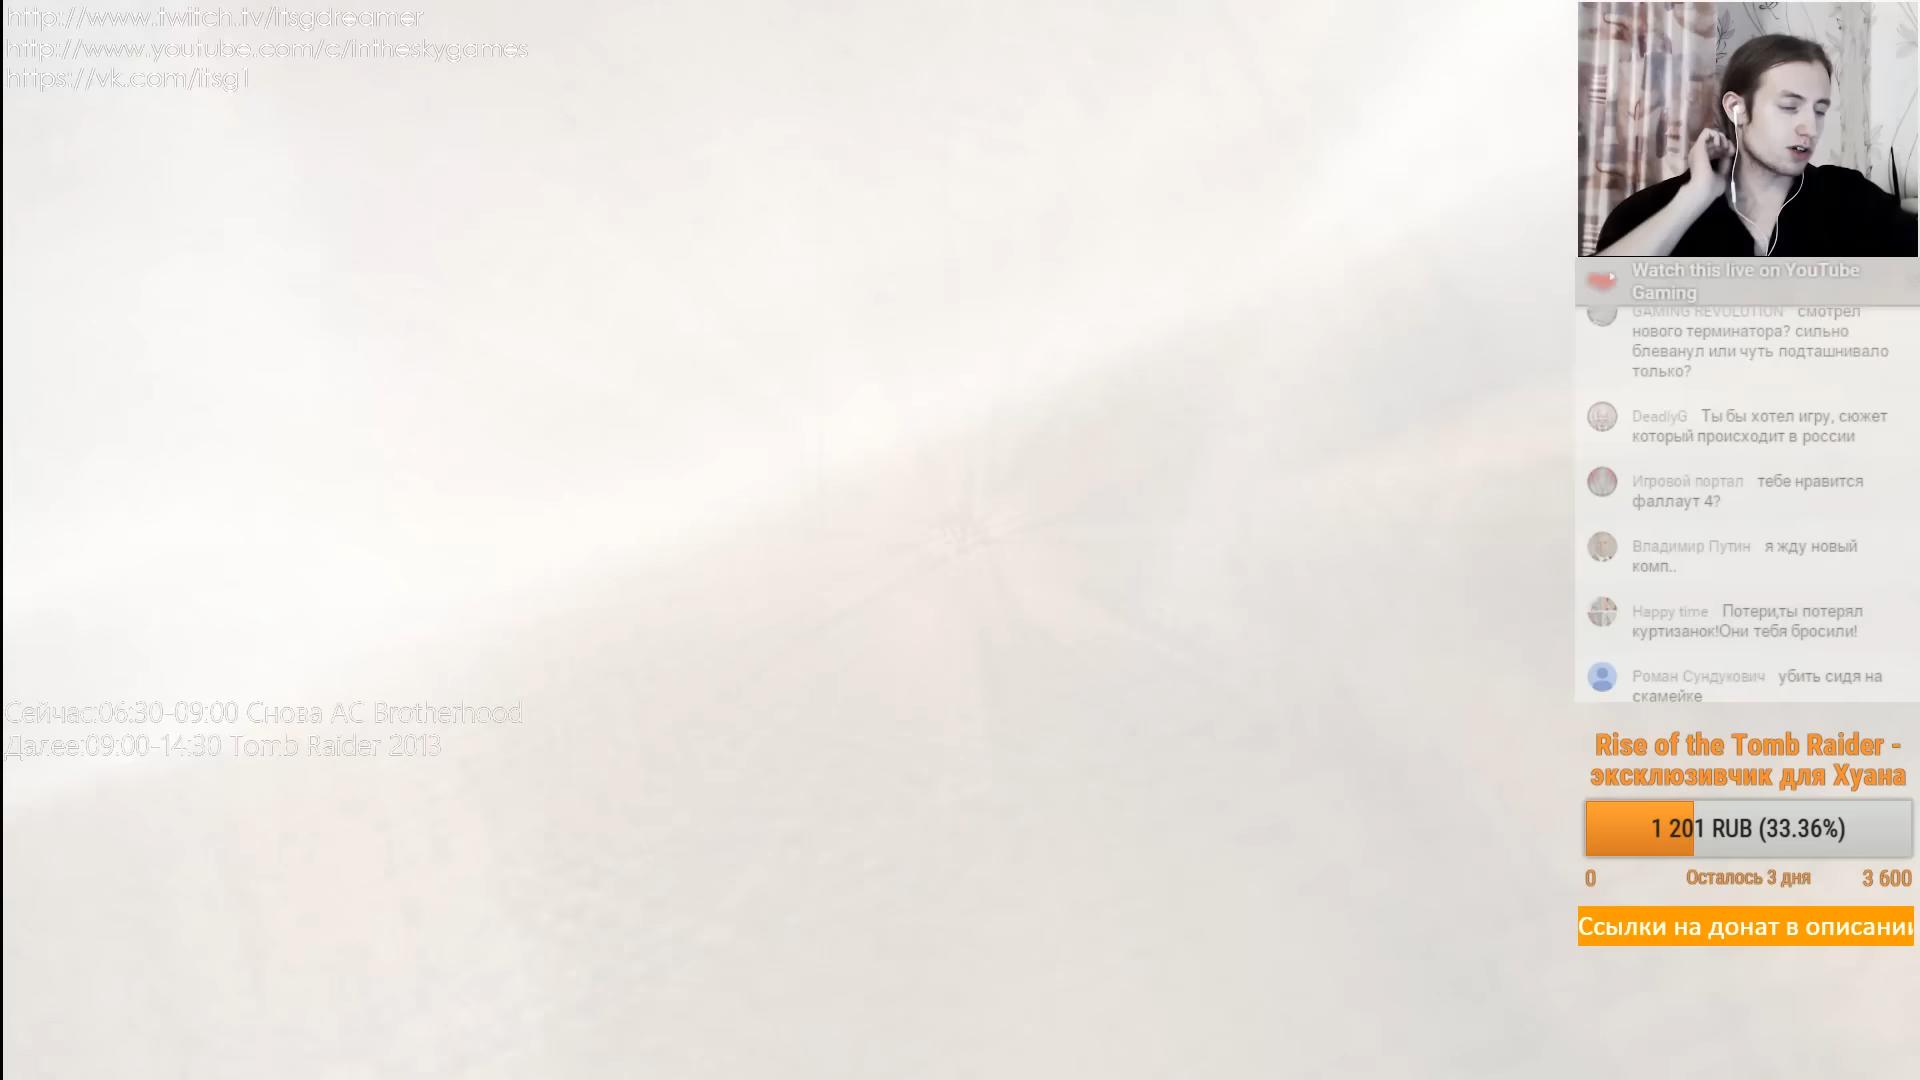 http://www.twitch.tv/itsgdreamer
http://www.youtube.com/c/intheskygames
https://vk.com/itsg1
Watch this live on YouTube
Gaming
GAMING REVOLUTION смотрел
нового терминатора? сильно
блеванул или чуть подташнивало
только?
DeadlyG Ты бы хотел игру, сюжет
который происходит в россии
Игровой портал тебе нравится
фаллаут 4?
Владимир Путин я жду новый
комп..
Happy time Потери,ты потерял
куртизанок!Они тебя бросили!
Роман Сундукович убить сидя на
скамейке
Сейчас:06:30-09:00 Снова AC Brotherhood
Далее:09:00-14:30 Tomb Raider 2013
Rise of the Tomb Raider -
эксклюзивчик для Хуана
1 201 RUB (33.36%)
0 Осталось 3 дня 3 600
Ссылки на донат в описании